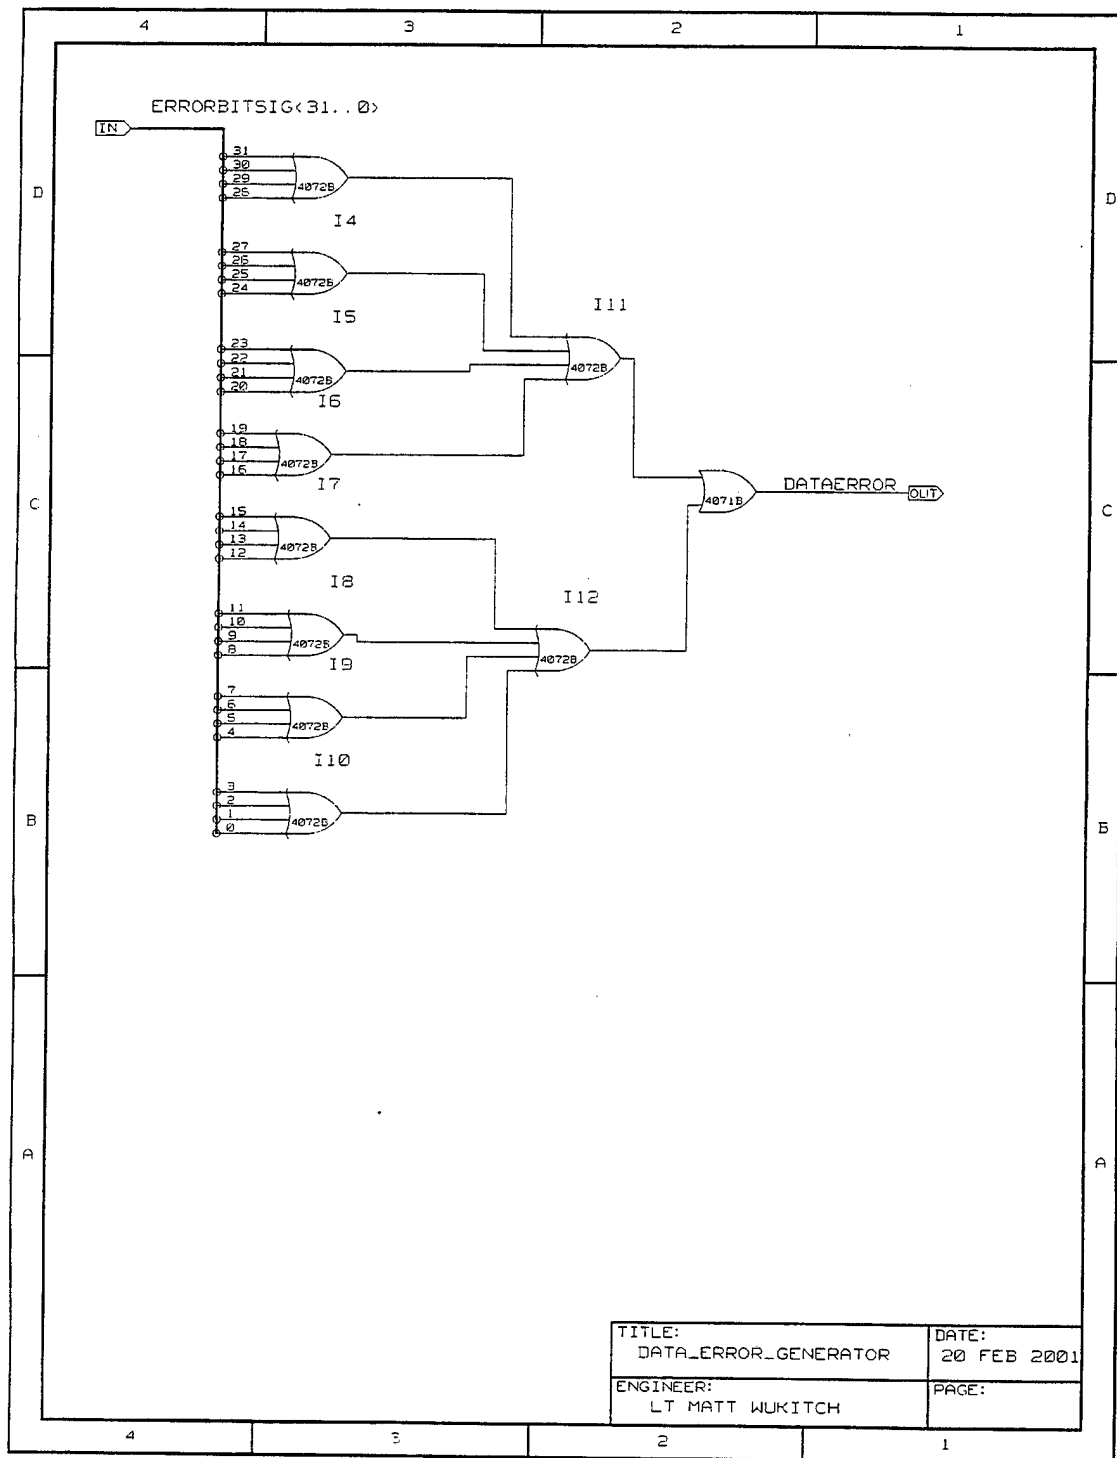 4 3 2 1
ERRORBITSIG<31..0>
IN
31
30
29
28
4072B
I4
D D
27
26
25
24
4072B
I5
I11
4072B
23
22
21
20
4072B
I6
19
18
17
16
4072B
I7
4071B
DATAERROR
OUT
C C
15
14
13
12
4072B
I8
I12
4072B
11
10
9
8
4072B
I9
7
6
5
4
4072B
I10
3
2
1
0
4072B
B B
A A
TITLE:
DATA_ERROR_GENERATOR
DATE:
20 FEB 2001
ENGINEER:
LT MATT WUKITCH
PAGE:
4 3 2 1